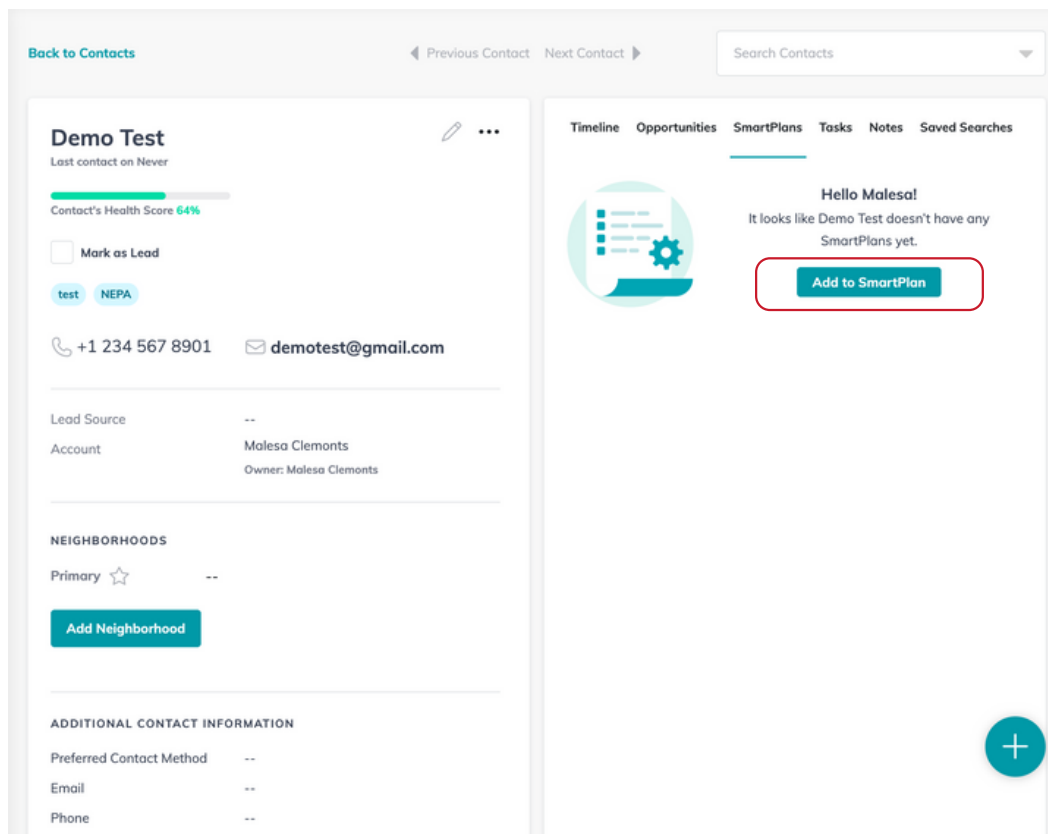 Back to Contacts
Previous Contact Next Contact
Search Contacts
Demo Test
Last contact on Never
Contact's Health Score 64%
Mark as Lead
test NEPA
+1 234 567 8901 demotest@gmail.com
Lead Source --
Account Malesa Clemonts
Owner: Malesa Clemonts
NEIGHBORHOODS
Primary --
Add Neighborhood
ADDITIONAL CONTACT INFORMATION
Preferred Contact Method --
Email --
Phone --
Timeline Opportunities SmartPlans Tasks Notes Saved Searches
Hello Malesa!
It looks like Demo Test doesn't have any
SmartPlans yet.
Add to SmartPlan